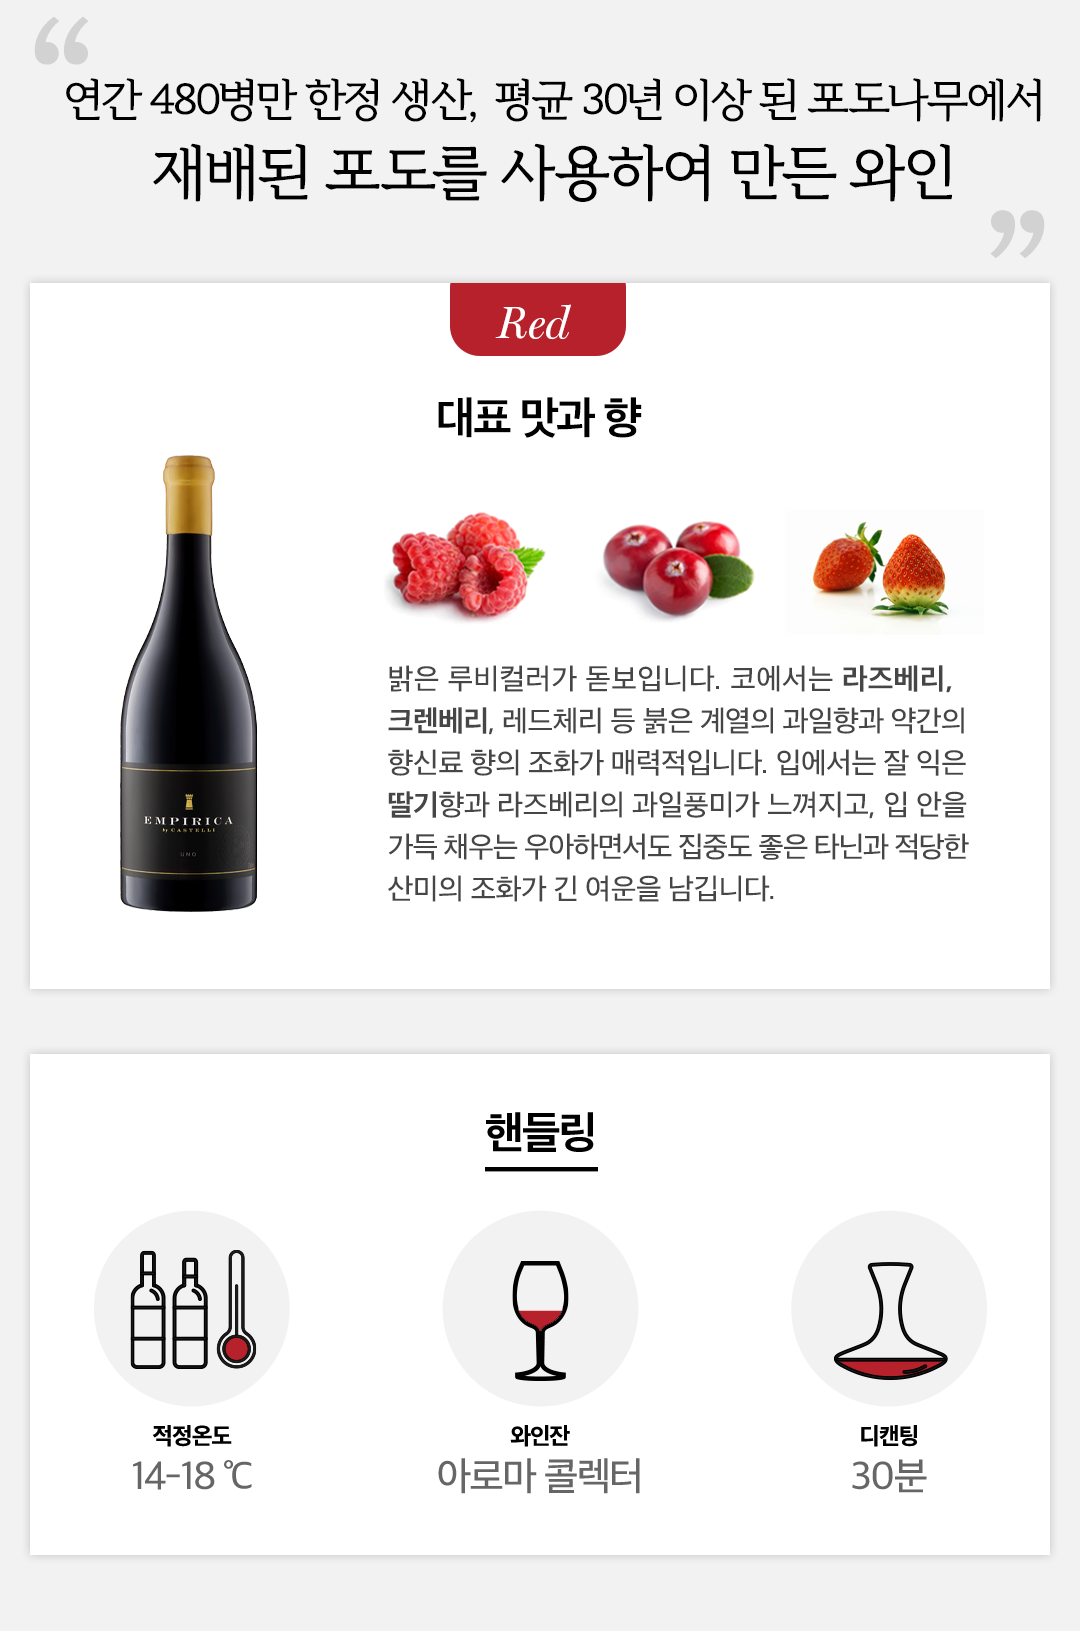 “
연간 480병만 한정 생산, 평균 30년 이상 된 포도나무에서
재배된 포도를 사용하여 만든 와인
”
Red
대표 맛과 향
밝은 루비컬러가 돋보입니다. 코에서는 라즈베리,
크렌베리, 레드체리 등 붉은 계열의 과일향과 약간의
향신료 향의 조화가 매력적입니다. 입에서는 잘 익은
딸기향과 라즈베리의 과일풍미가 느껴지고, 입 안을
가득 채우는 우아하면서도 집중도 좋은 타닌과 적당한
산미의 조화가 긴 여운을 남깁니다.
EMPIRICA
by CASTELLI
UNO
핸들링
적정온도
14-18 ℃
와인잔
아로마 콜렉터
디캔팅
30분